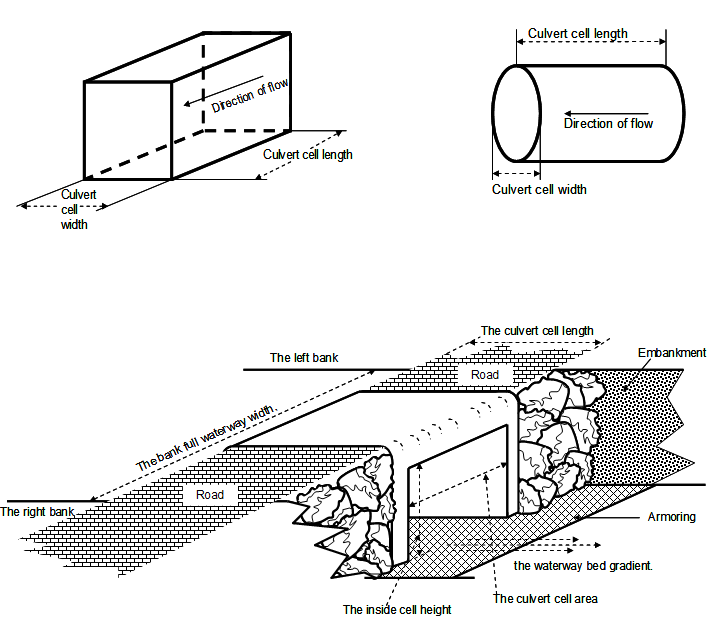 Direction of flow
Culvert cell length
Culvert
cell
width
Culvert cell length
Direction of flow
Culvert cell width
The culvert cell length
The left bank
Road
Embankment
The bank full waterway width.
Road
The right bank
Armoring
the waterway bed gradient.
The culvert cell area
The inside cell height